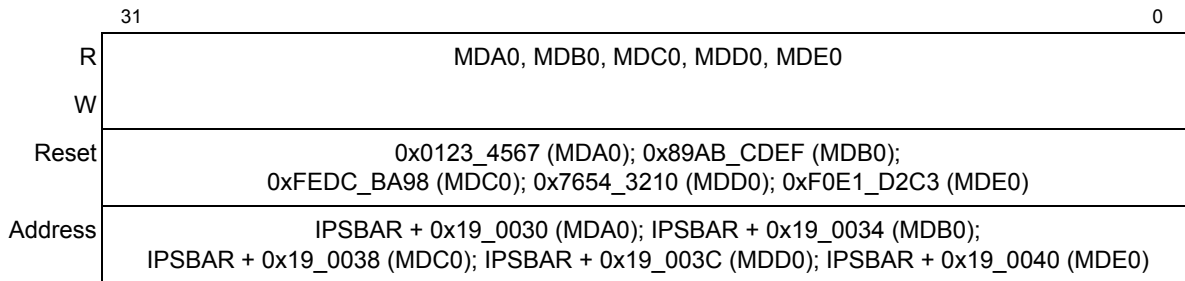 31 0
R MDA0, MDB0, MDC0, MDD0, MDE0
W
Reset 0x0123_4567 (MDA0); 0x89AB_CDEF (MDB0);
0xFEDC_BA98 (MDC0); 0x7654_3210 (MDD0); 0xF0E1_D2C3 (MDE0)
Address IPSBAR + 0x19_0030 (MDA0); IPSBAR + 0x19_0034 (MDB0);
IPSBAR + 0x19_0038 (MDC0); IPSBAR + 0x19_003C (MDD0); IPSBAR + 0x19_0040 (MDE0)